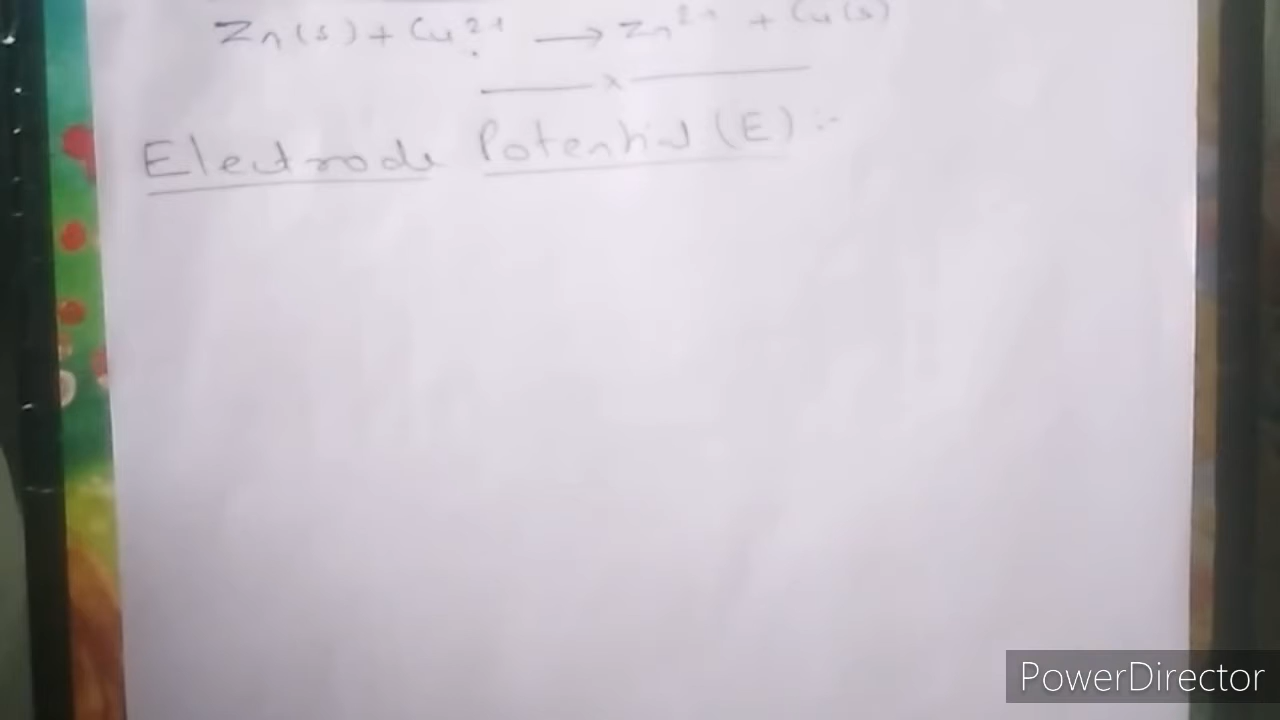 Zn(s) + Cu²⁺ → Zn²⁺ + Cu(s)
——x——
Electrode Potential (E) :-
PowerDirector